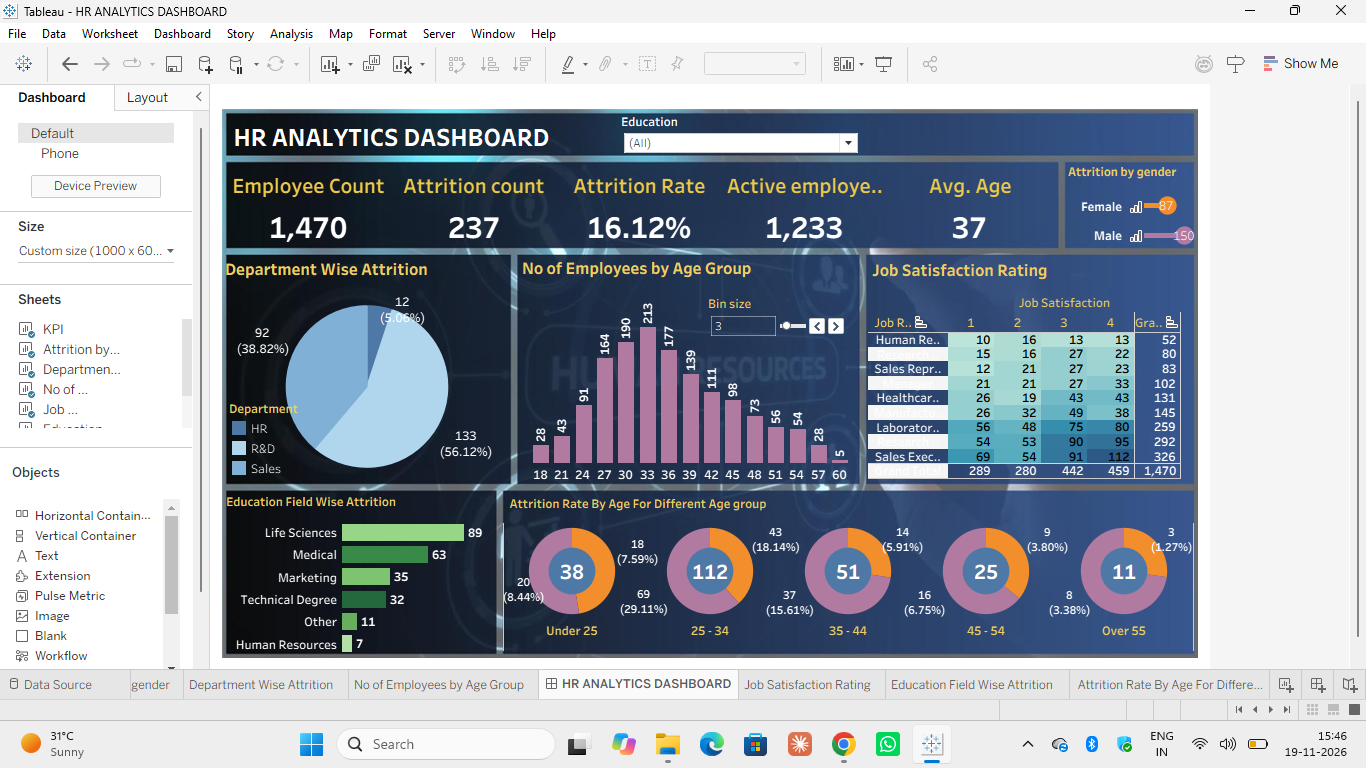 Tableau - HR ANALYTICS DASHBOARD
File Data Worksheet Dashboard Story Analysis Map Format Server Window Help
Show Me
Dashboard Layout
Default
Phone
Device Preview
Size
Custom size (1000 x 60...
Sheets
KPI
Attrition by...
Departmen...
No of ...
Job ...
Objects
Horizontal Contain...
Vertical Container
Text
Extension
Pulse Metric
Image
Blank
Workflow
HR ANALYTICS DASHBOARD
Education
(All)
Employee Count Attrition count Attrition Rate Active employe.. Avg. Age
1,470 237 16.12% 1,233 37
Attrition by gender
Female 87
Male 150
Department Wise Attrition
12
(5.06%)
92
(38.82%)
133
(56.12%)
Department
HR
R&D
Sales
No of Employees by Age Group
Bin size
3
28 43 91 164 190 213 177 139 111 98 73 56 54 28 5
18 21 24 27 30 33 36 39 42 45 48 51 54 57 60
Job Satisfaction Rating
Job Satisfaction
Job R.. 1 2 3 4 Gra..
Human Re.. 10 16 13 13 52
15 16 27 22 80
Sales Repr.. 12 21 27 23 83
21 21 27 33 102
Healthcar.. 26 19 43 43 131
26 32 49 38 145
Laborator.. 56 48 75 80 259
54 53 90 95 292
Sales Exec.. 69 54 91 112 326
Grand Total 289 280 442 459 1,470
Education Field Wise Attrition
Life Sciences 89
Medical 63
Marketing 35
Technical Degree 32
Other 11
Human Resources 7
Attrition Rate By Age For Different Age group
38
18
(7.59%)
20
(8.44%)
Under 25
112
43
(18.14%)
69
(29.11%)
25 - 34
51
14
(5.91%)
37
(15.61%)
35 - 44
25
9
(3.80%)
16
(6.75%)
45 - 54
11
3
(1.27%)
8
(3.38%)
Over 55
Data Source gender Department Wise Attrition No of Employees by Age Group HR ANALYTICS DASHBOARD Job Satisfaction Rating Education Field Wise Attrition Attrition Rate By Age For Differe...
31°C
Sunny
Search
ENG
IN
15:46
19-11-2026